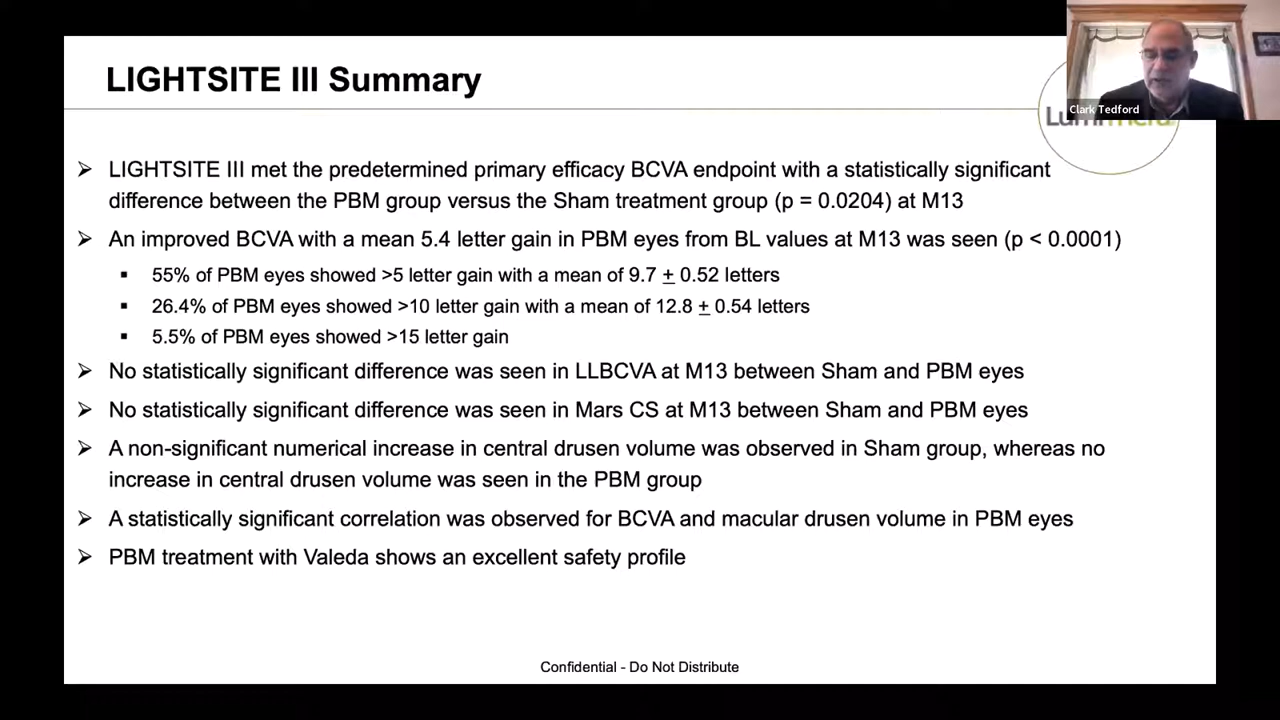 LIGHTSITE III Summary
Clark Tedford
➢ LIGHTSITE III met the predetermined primary efficacy BCVA endpoint with a statistically significant
difference between the PBM group versus the Sham treatment group (p = 0.0204) at M13
➢ An improved BCVA with a mean 5.4 letter gain in PBM eyes from BL values at M13 was seen (p < 0.0001)
▪ 55% of PBM eyes showed >5 letter gain with a mean of 9.7 ± 0.52 letters
▪ 26.4% of PBM eyes showed >10 letter gain with a mean of 12.8 ± 0.54 letters
▪ 5.5% of PBM eyes showed >15 letter gain
➢ No statistically significant difference was seen in LLBCVA at M13 between Sham and PBM eyes
➢ No statistically significant difference was seen in Mars CS at M13 between Sham and PBM eyes
➢ A non-significant numerical increase in central drusen volume was observed in Sham group, whereas no
increase in central drusen volume was seen in the PBM group
➢ A statistically significant correlation was observed for BCVA and macular drusen volume in PBM eyes
➢ PBM treatment with Valeda shows an excellent safety profile
Confidential - Do Not Distribute